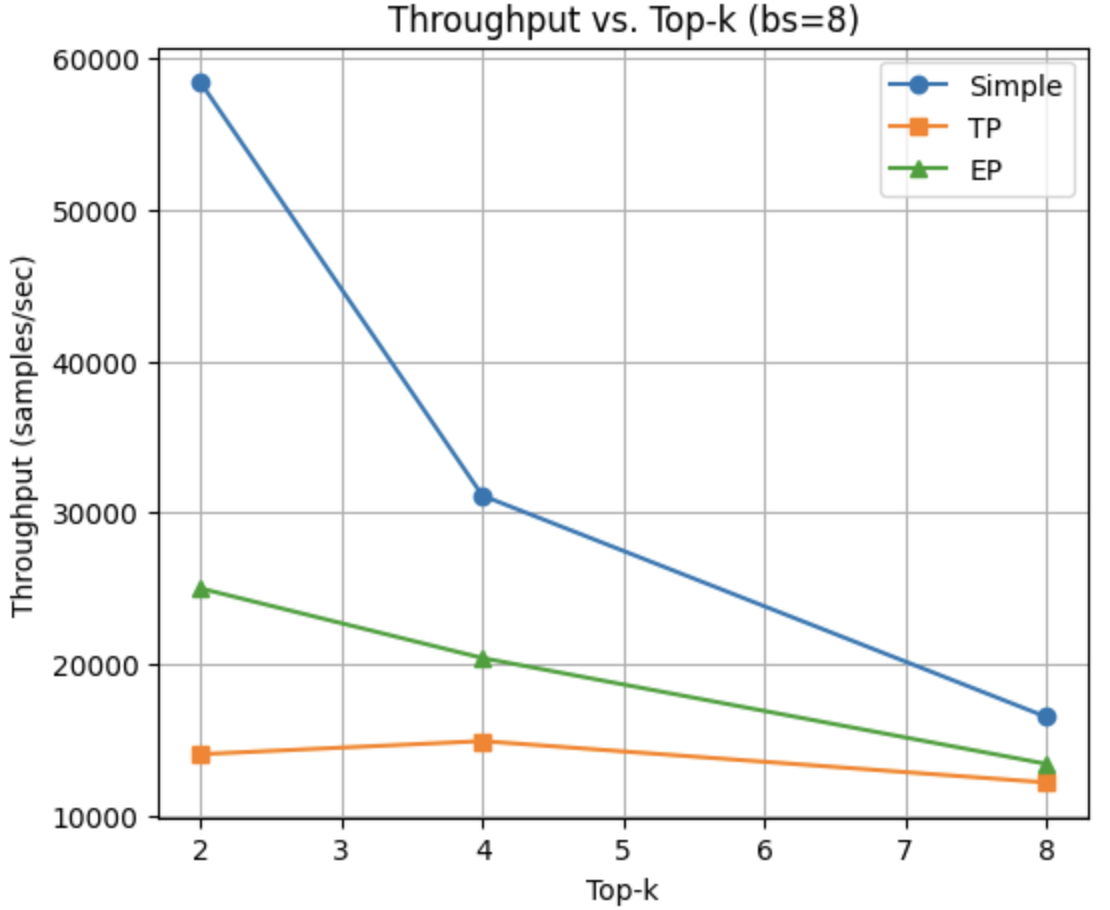 Throughput vs. Top-k (bs=8)
Simple
TP
EP
Throughput (samples/sec)
60000
50000
40000
30000
20000
10000
2 3 4 5 6 7 8
Top-k